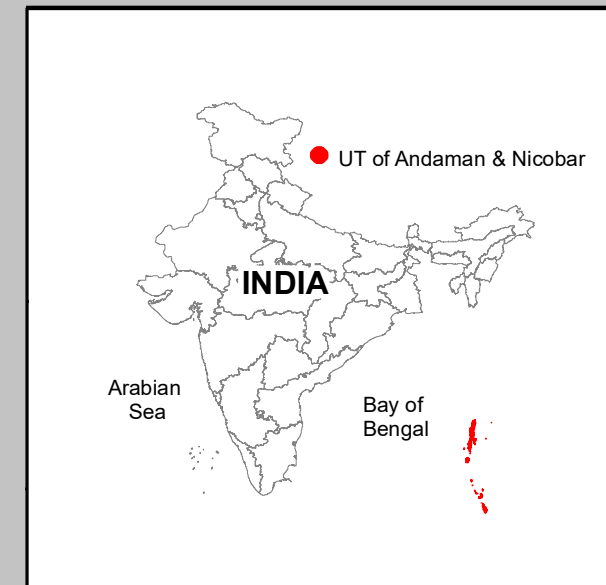 UT of Andaman & Nicobar
INDIA
Arabian
Sea
Bay of
Bengal